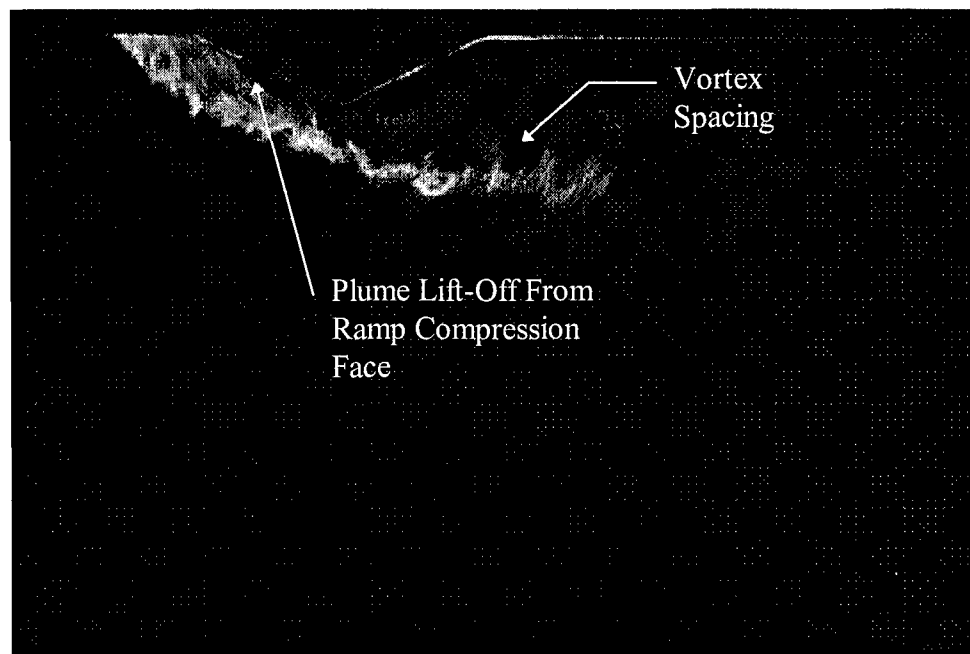 Vortex
Spacing
Plume Lift-Off From
Ramp Compression
Face